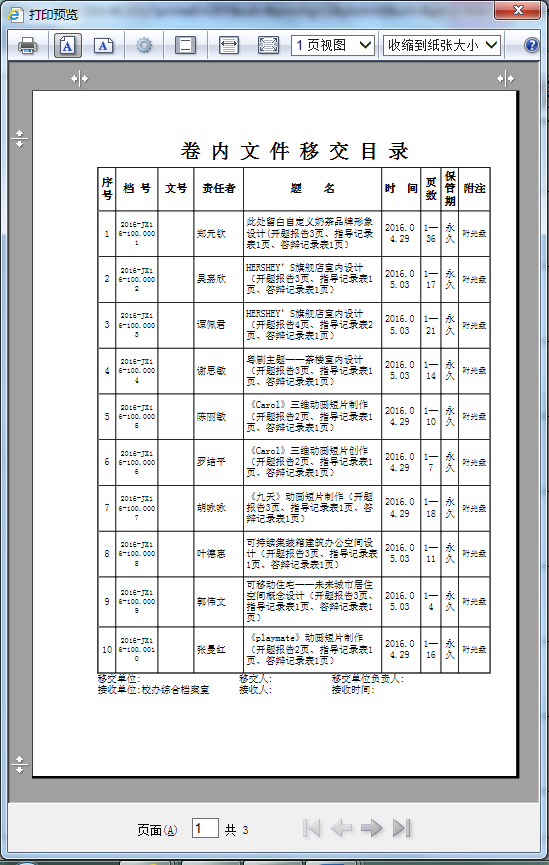 打印预览
1 页视图
收缩到纸张大小
卷 内 文 件 移 交 目 录
序号 档 号 文号 责任者 题 名 时 间 页数 保管期 附注
1 2016-JX16-100.0001 郑元钦 此处留白自定义奶茶品牌形象设计(开题报告3页、指导记录表1页、答辩记录表1页) 2016.04.29 1—36 永久 附光盘
2 2016-JX16-100.0002 吴嘉欣 HERSHEY'S旗舰店室内设计(开题报告3页、指导记录表1页、答辩记录表1页) 2016.05.03 1—17 永久 附光盘
3 2016-JX16-100.0003 谭佩君 HERSHEY'S旗舰店室内设计(开题报告4页、指导记录表2页、答辩记录表1页) 2016.05.03 1—21 永久 附光盘
4 2016-JX16-100.0004 谢思敏 粤剧主题——茶楼室内设计(开题报告3页、指导记录表1页、答辩记录表1页) 2016.05.03 1—14 永久 附光盘
5 2016-JX16-100.0005 陈丽敏 《Carol》三维动画短片制作(开题报告2页、指导记录表1页、答辩记录表1页) 2016.04.29 1—10 永久 附光盘
6 2016-JX16-100.0006 罗结平 《Carol》三维动画短片创作(开题报告2页、指导记录表1页、答辩记录表1页) 2016.04.29 1—7 永久 附光盘
7 2016-JX16-100.0007 胡咏咏 《九天》动画短片制作(开题报告3页、指导记录表1页、答辩记录表1页) 2016.04.29 1—18 永久 附光盘
8 2016-JX16-100.0008 叶德惠 可持续集装箱建筑办公空间设计(开题报告3页、指导记录表1页、答辩记录表1页) 2016.05.03 1—11 永久 附光盘
9 2016-JX16-100.0009 郭伟文 可移动住宅——未来城市居住空间概念设计(开题报告3页、指导记录表1页、答辩记录表1页) 2016.05.03 1—4 永久 附光盘
10 2016-JX16-100.0010 张曼红 《playmate》动画短片制作(开题报告2页、指导记录表1页、答辩记录表1页) 2016.04.29 1—16 永久 附光盘
移交单位: 移交人: 移交单位负责人:
接收单位:校办综合档案室 接收人: 接收时间:
页面(A) 1 共 3